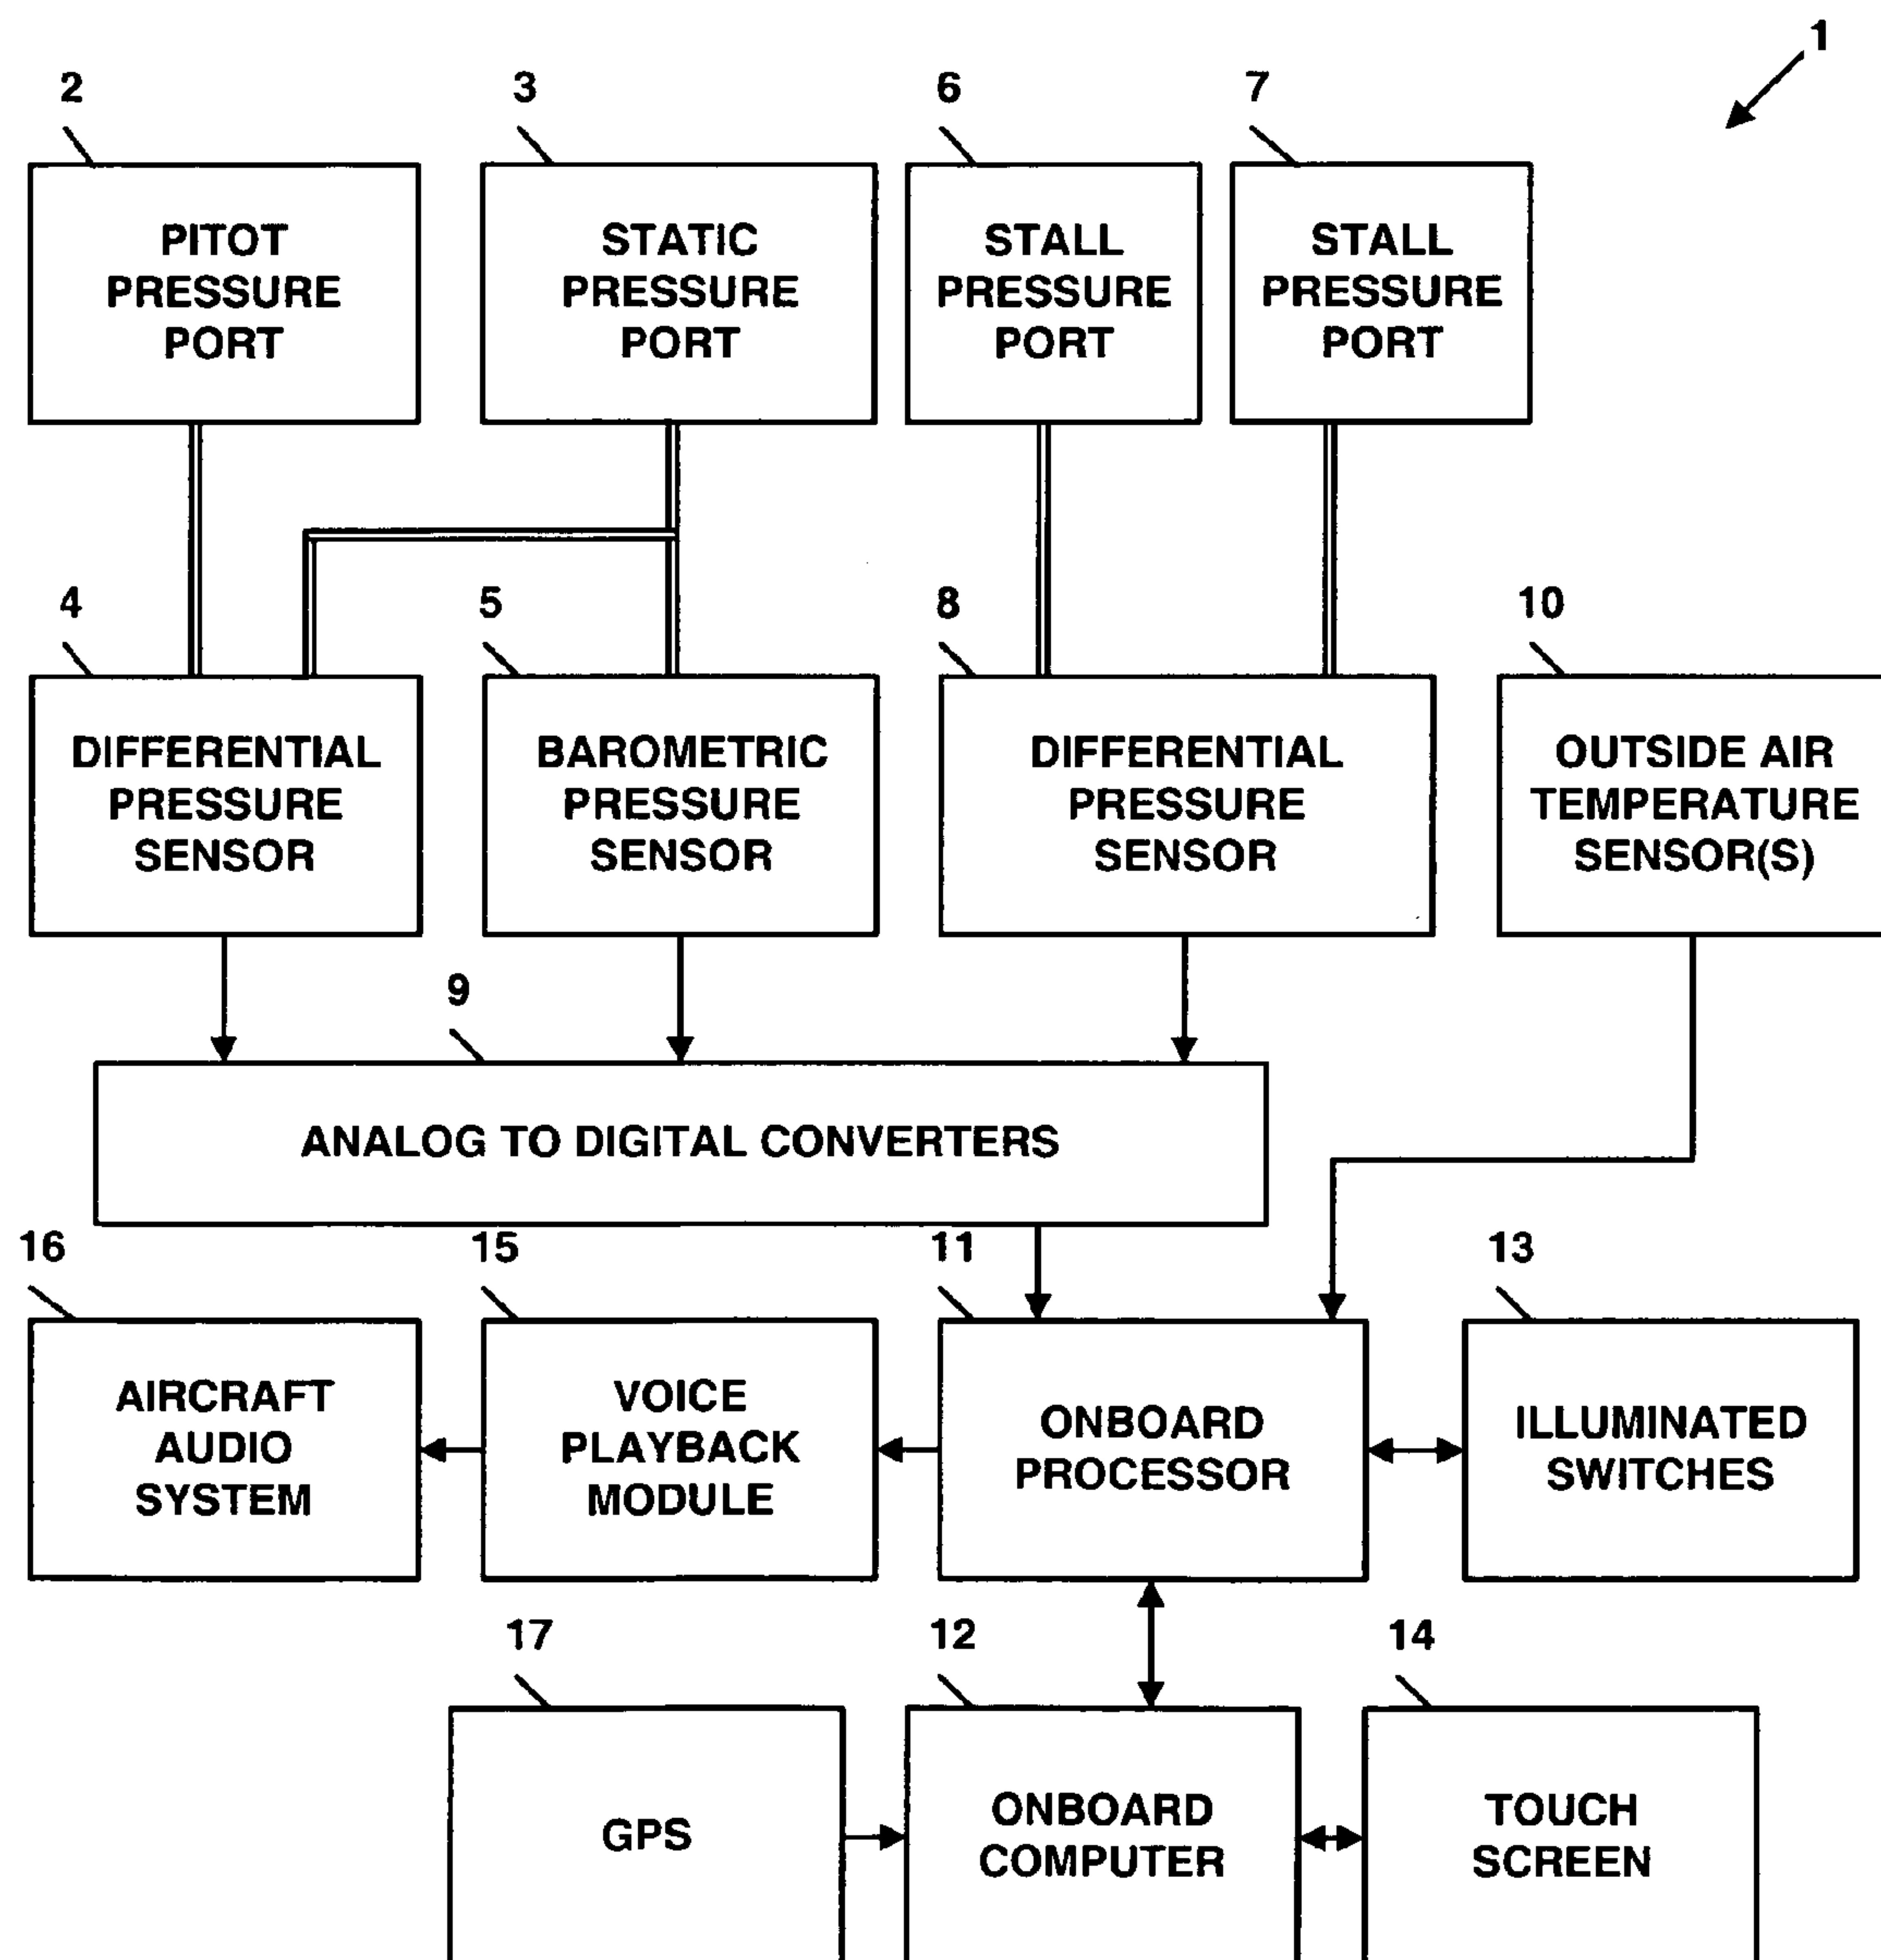 1
2
3
6
7
PITOT
PRESSURE
PORT
STATIC
PRESSURE
PORT
STALL
PRESSURE
PORT
STALL
PRESSURE
PORT
4
5
8
10
DIFFERENTIAL
PRESSURE
SENSOR
BAROMETRIC
PRESSURE
SENSOR
DIFFERENTIAL
PRESSURE
SENSOR
OUTSIDE AIR
TEMPERATURE
SENSOR(S)
9
ANALOG TO DIGITAL CONVERTERS
16
15
11
13
AIRCRAFT
AUDIO
SYSTEM
VOICE
PLAYBACK
MODULE
ONBOARD
PROCESSOR
ILLUMINATED
SWITCHES
17
12
14
GPS
ONBOARD
COMPUTER
TOUCH
SCREEN